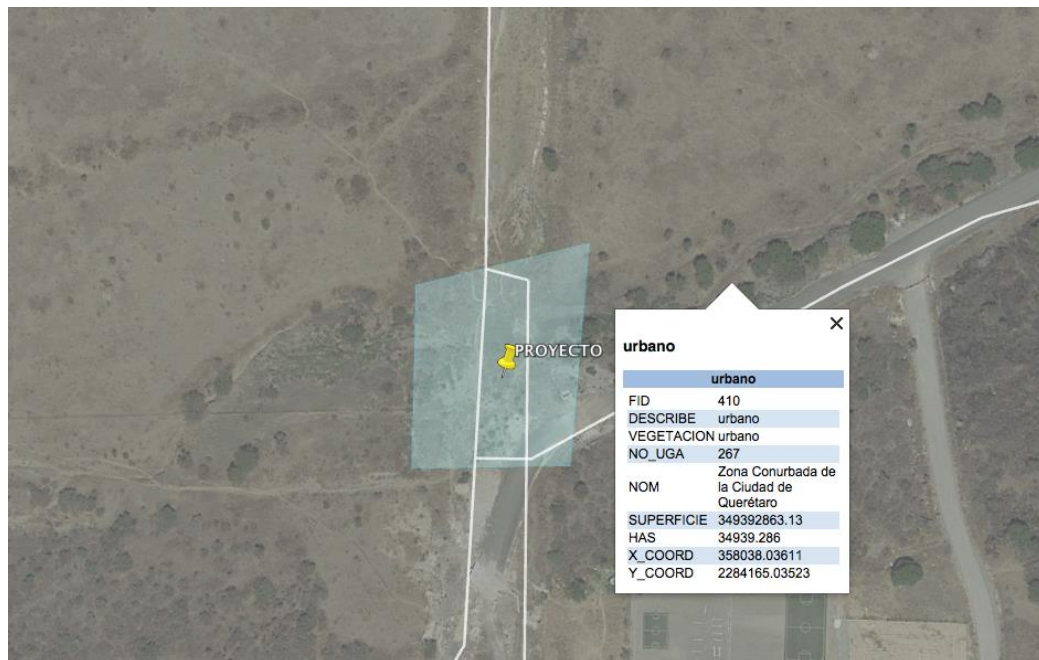 PROYECTO
urbano
urbano
FID 410
DESCRIBE urbano
VEGETACION urbano
NO_UGA 267
NOM Zona Conurbada de
la Ciudad de
Querétaro
SUPERFICIE 349392863.13
HAS 34939.286
X_COORD 358038.03611
Y_COORD 2284165.03523